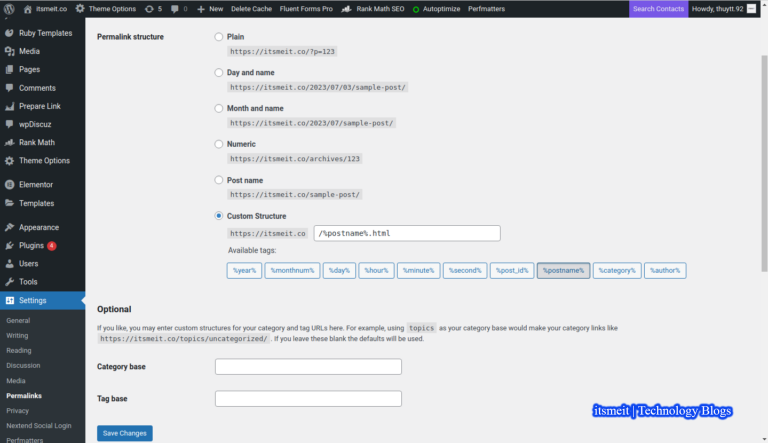 itsmeit.co Theme Options 5 0 New Delete Cache Fluent Forms Pro Rank Math SEO Autoptimize Perfmatters Search Contacts Howdy, thuytt.92
Ruby Templates
Media
Pages
Comments
Prepare Link
wpDiscuz
Rank Math
Theme Options
Elementor
Templates
Appearance
Plugins 4
Users
Tools
Settings
General
Writing
Reading
Discussion
Media
Permalinks
Privacy
Nextend Social Login
Perfmatters
Permalink structure
Plain
https://itsmeit.co/?p=123
Day and name
https://itsmeit.co/2023/07/03/sample-post/
Month and name
https://itsmeit.co/2023/07/sample-post/
Numeric
https://itsmeit.co/archives/123
Post name
https://itsmeit.co/sample-post/
Custom Structure
https://itsmeit.co /%postname%.html
Available tags:
%year% %monthnum% %day% %hour% %minute% %second% %post_id% %postname% %category% %author%
Optional
If you like, you may enter custom structures for your category and tag URLs here. For example, using topics as your category base would make your category links like
https://itsmeit.co/topics/uncategorized/ . If you leave these blank the defaults will be used.
Category base
Tag base
itsmeit | Technology Blogs
Save Changes